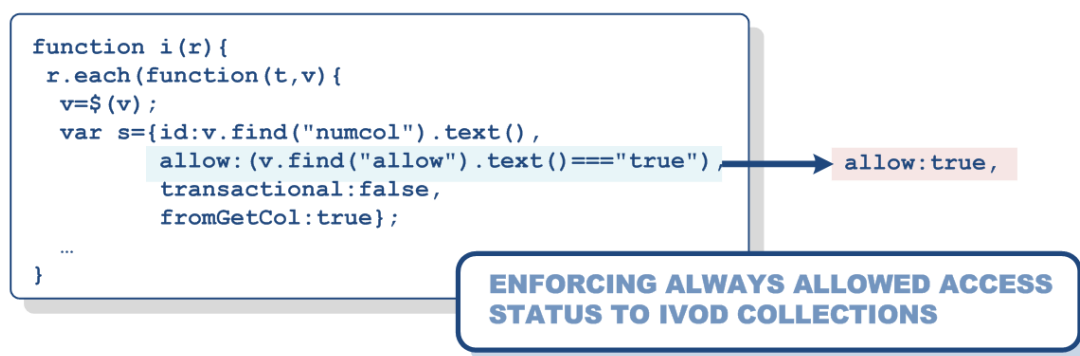 function i(r){
r.each(function(t,v){
v=$(v);
var s={id:v.find("numcol").text(),
allow:(v.find("allow").text()==="true"),
allow:true,
transactional:false,
fromGetCol:true};
…
}
ENFORCING ALWAYS ALLOWED ACCESS
STATUS TO IVOD COLLECTIONS